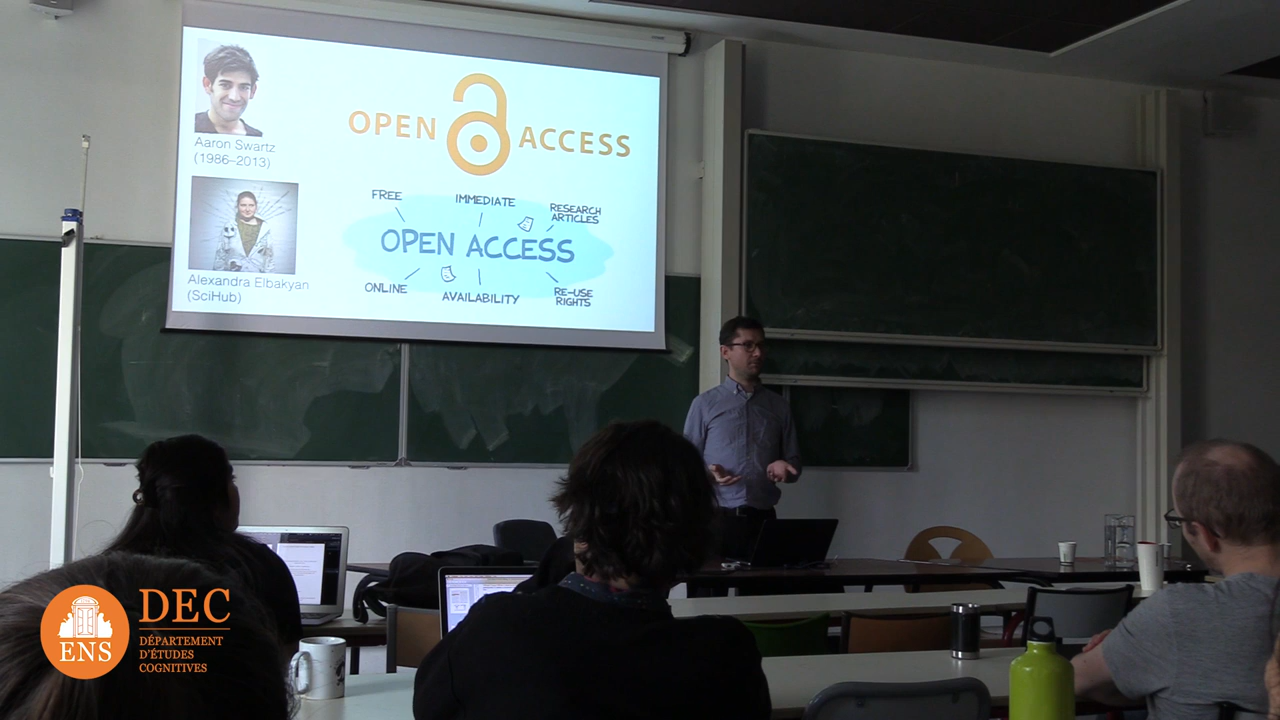 Aaron Swartz
(1986–2013)
OPEN ACCESS
Alexandra Elbakyan
(SciHub)
FREE
IMMEDIATE
RESEARCH
ARTICLES
OPEN ACCESS
ONLINE
AVAILABILITY
RE-USE
RIGHTS
ENS
DEC
DÉPARTEMENT
D'ÉTUDES
COGNITIVES